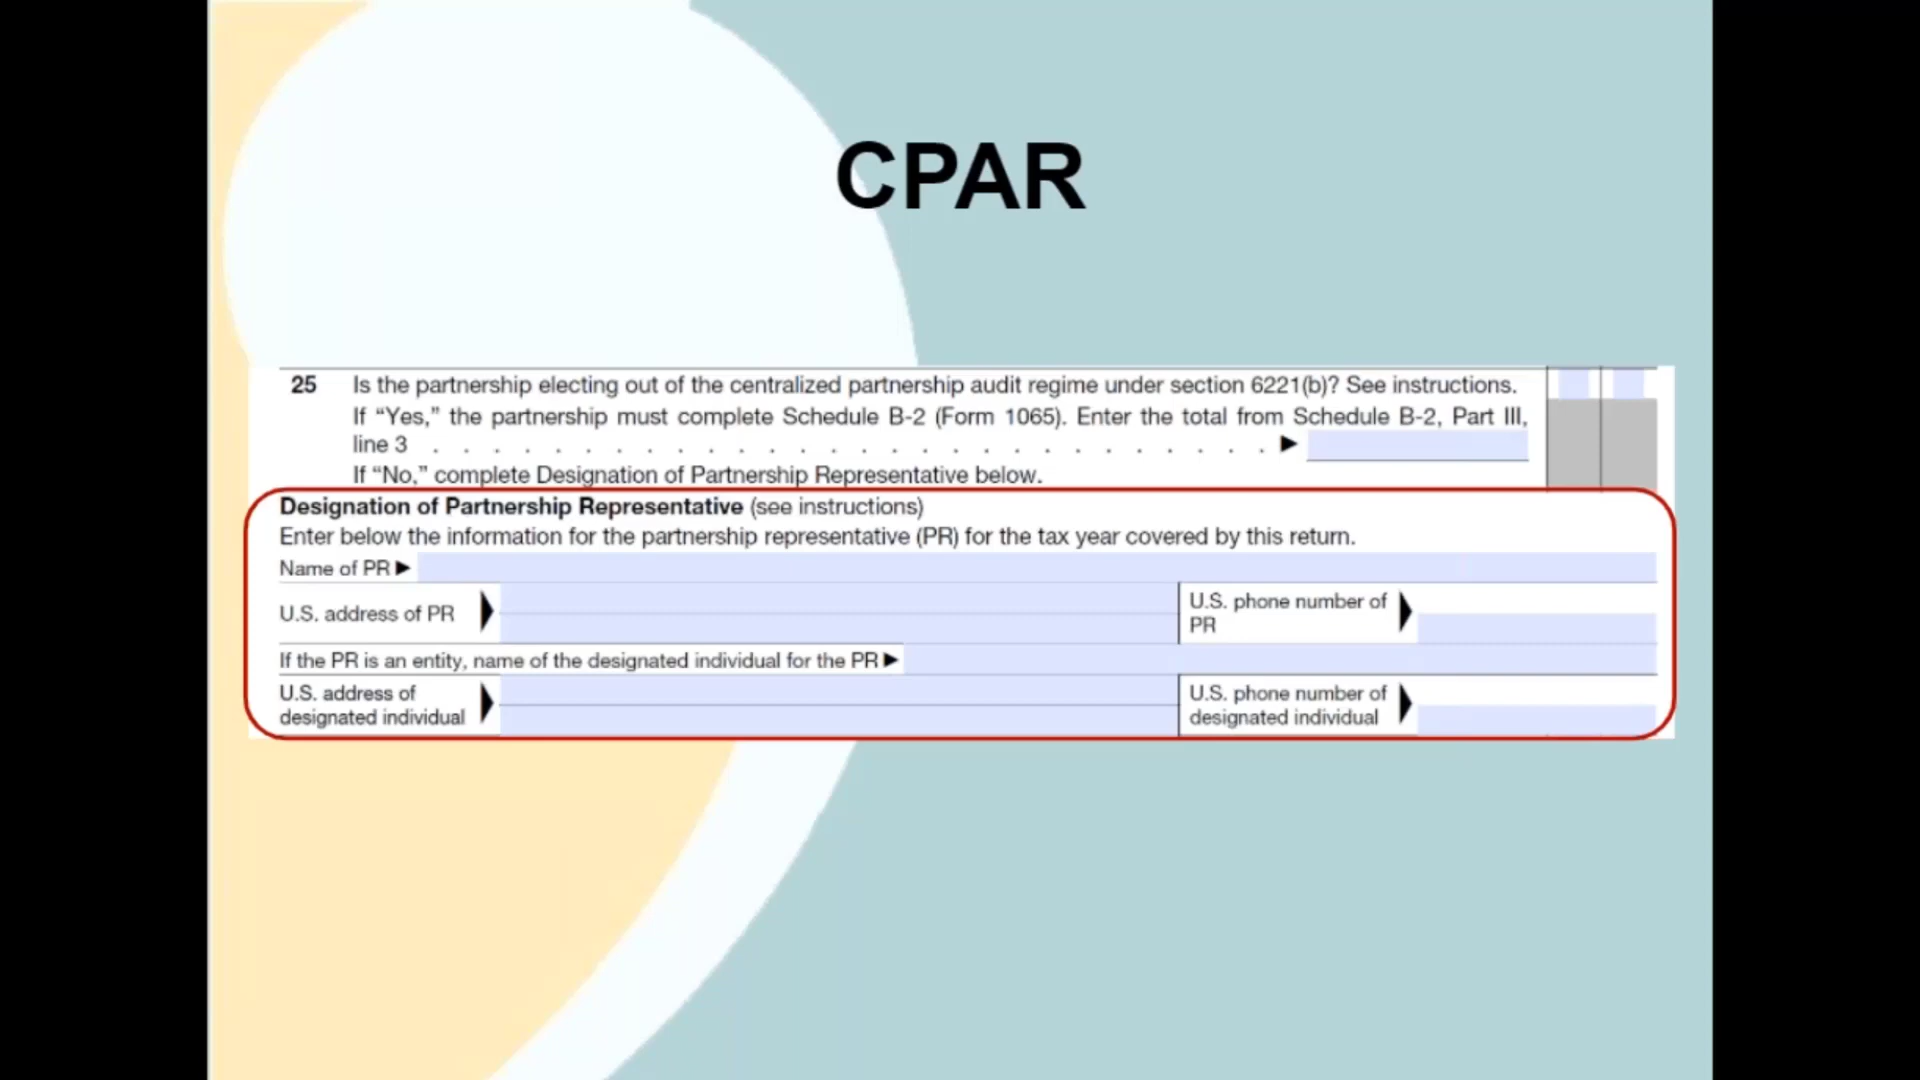 CPAR
25 Is the partnership electing out of the centralized partnership audit regime under section 6221(b)? See instructions.
If “Yes,” the partnership must complete Schedule B-2 (Form 1065). Enter the total from Schedule B-2, Part III,
line 3 . . . . . . . . . . . . . . . . . . . . . . . . . . . . ▶
If “No,” complete Designation of Partnership Representative below.
Designation of Partnership Representative (see instructions)
Enter below the information for the partnership representative (PR) for the tax year covered by this return.
Name of PR ▶
U.S. address of PR
U.S. phone number of
PR
If the PR is an entity, name of the designated individual for the PR ▶
U.S. address of
designated individual
U.S. phone number of
designated individual